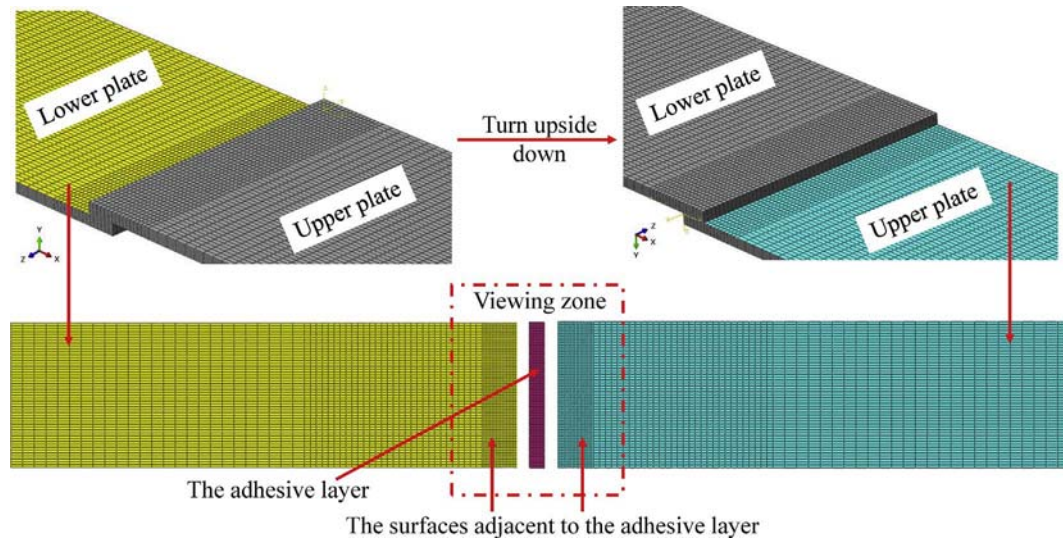 Lower plate
Upper plate
Y
Z
X
Turn upside
down
Lower plate
Upper plate
Z
X
Y
Viewing zone
The adhesive layer
The surfaces adjacent to the adhesive layer